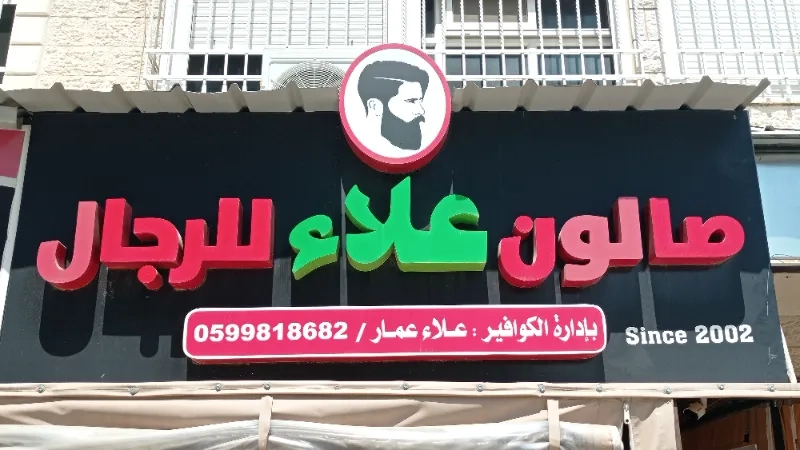 صالون علاء للرجال
بإدارة الكوافير : علاء عمار / 0599818682
Since 2002